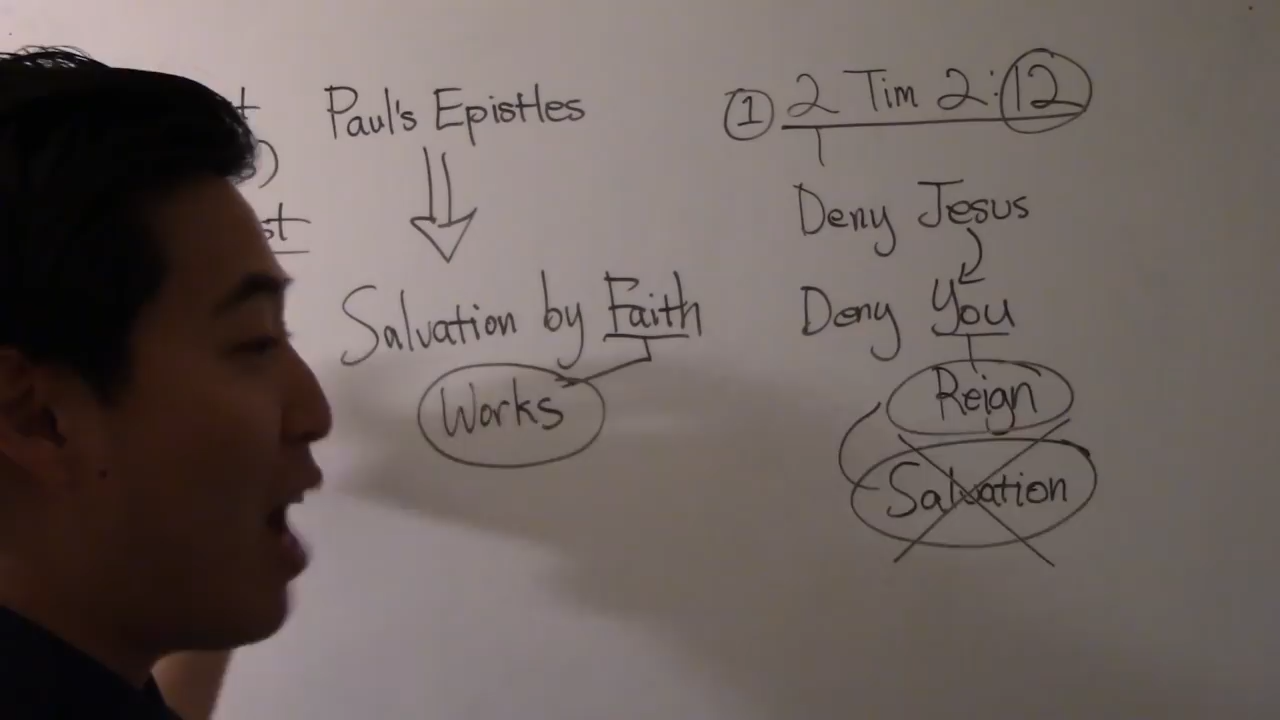 Paul's Epistles
Salvation by Faith
Works
1 2 Tim 2:12
Deny Jesus
Deny You
Reign
Salvation